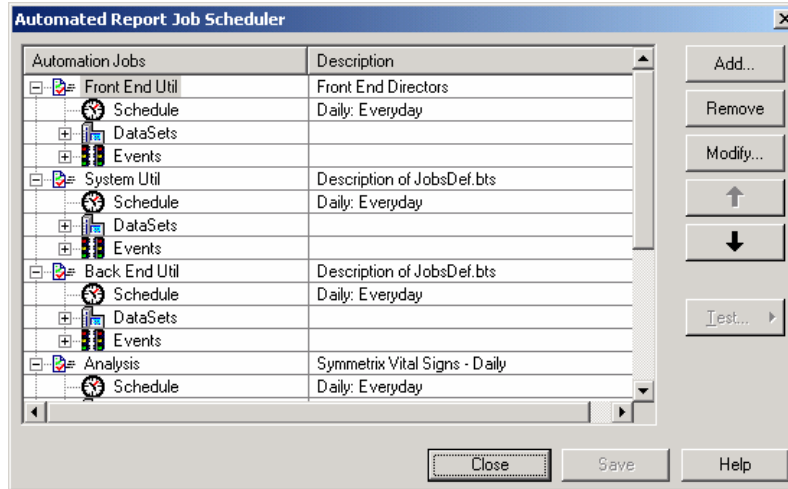 Automated Report Job Scheduler
Automation Jobs Description
Front End Util Front End Directors
Schedule Daily: Everyday
DataSets
Events
System Util Description of JobsDef.bts
Schedule Daily: Everyday
DataSets
Events
Back End Util Description of JobsDef.bts
Schedule Daily: Everyday
DataSets
Events
Analysis Symmetrix Vital Signs - Daily
Schedule Daily: Everyday
Add...
Remove
Modify...
Test...
Close Save Help